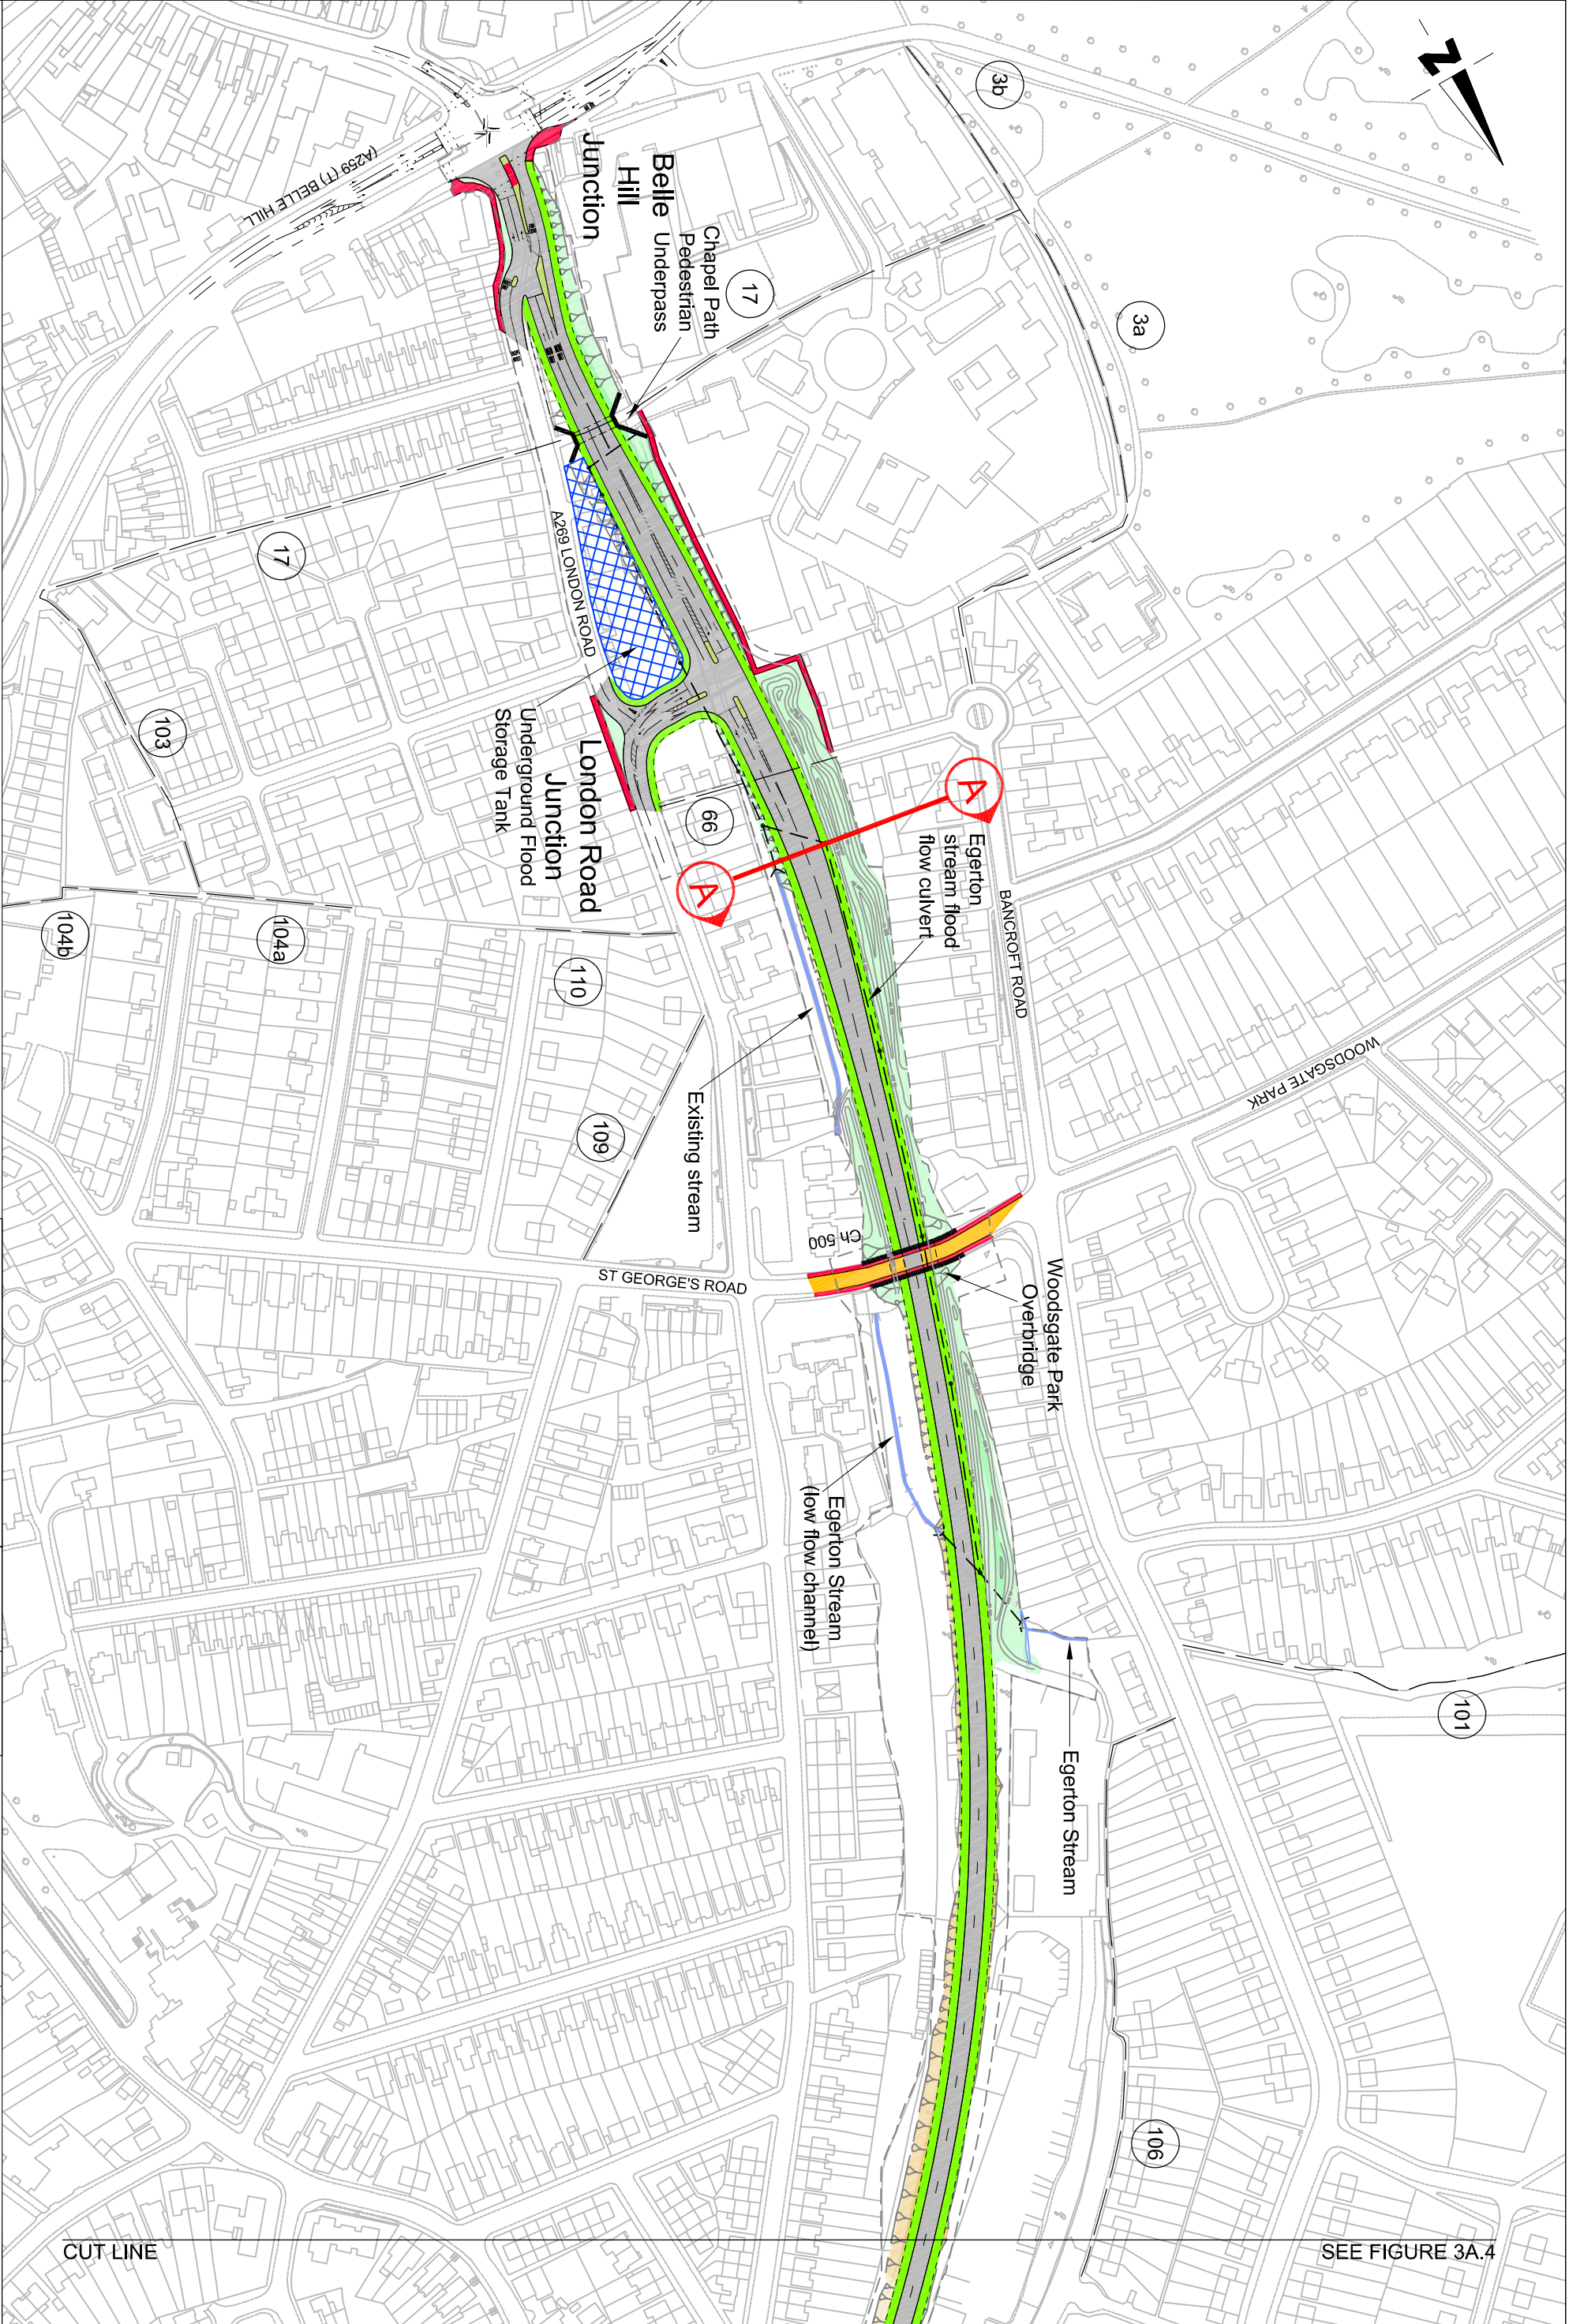 N
3b
3a
(A259 (T) BELLE HILL
Belle
Hill
Junction
Chapel Path
Pedestrian
Underpass
17
17
A269 LONDON ROAD
103
Underground Flood
Storage Tank
London Road
Junction
66
A
A
Egerton
stream flood
flow culvert
BANCROFT ROAD
WOODSGATE PARK
104b
104a
110
109
Existing stream
Ch 500
ST GEORGE'S ROAD
Woodsgate Park
Overbridge
Egerton Stream
(low flow channel)
Egerton Stream
101
106
CUT LINE
SEE FIGURE 3A.4